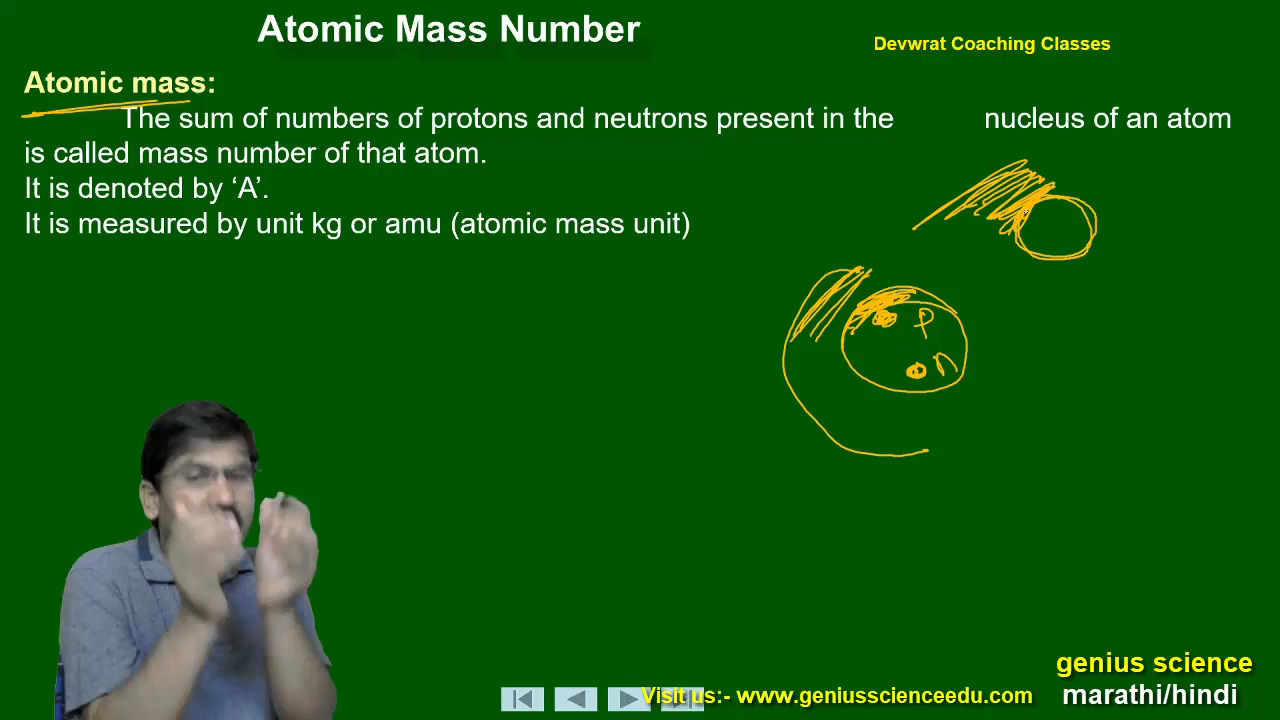 Atomic Mass Number
Devwrat Coaching Classes
Atomic mass:
The sum of numbers of protons and neutrons present in the nucleus of an atom
is called mass number of that atom.
It is denoted by ‘A’.
It is measured by unit kg or amu (atomic mass unit)
p
n
genius science
Visit us:- www.geniusscienceedu.com
marathi/hindi